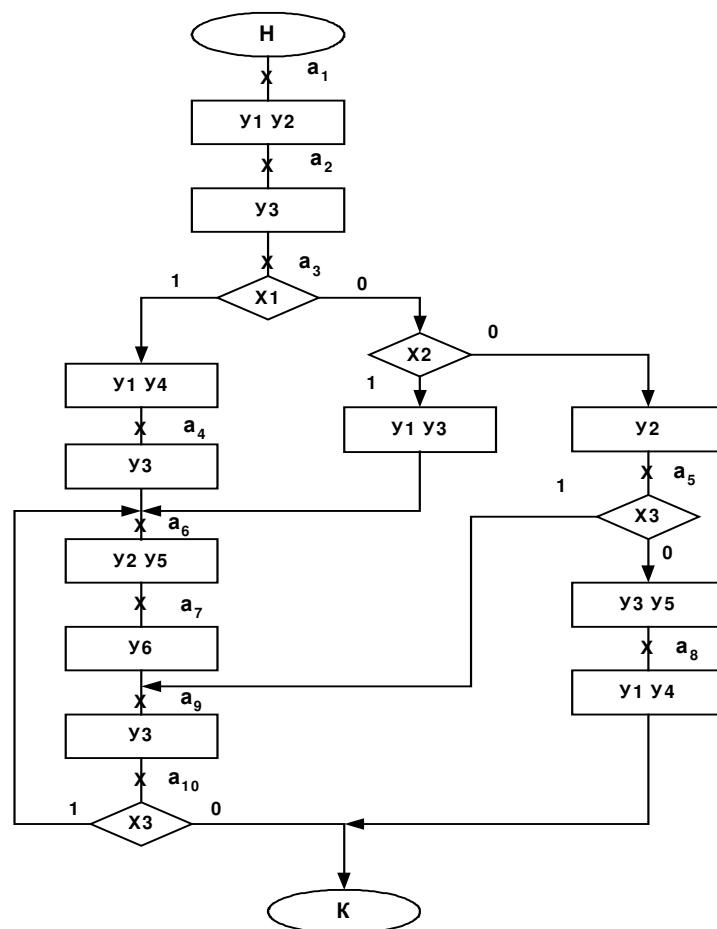 Н
X a₁
У1 У2
X a₂
У3
X a₃
1 X1 0
X2 0
1
У1 У4
У1 У3
У2
X a₄
X a₅
У3
1 X3
0
X a₆
У2 У5
У3 У5
X a₇
X a₈
У6
У1 У4
X a₉
У3
X a₁₀
1 X3 0
К